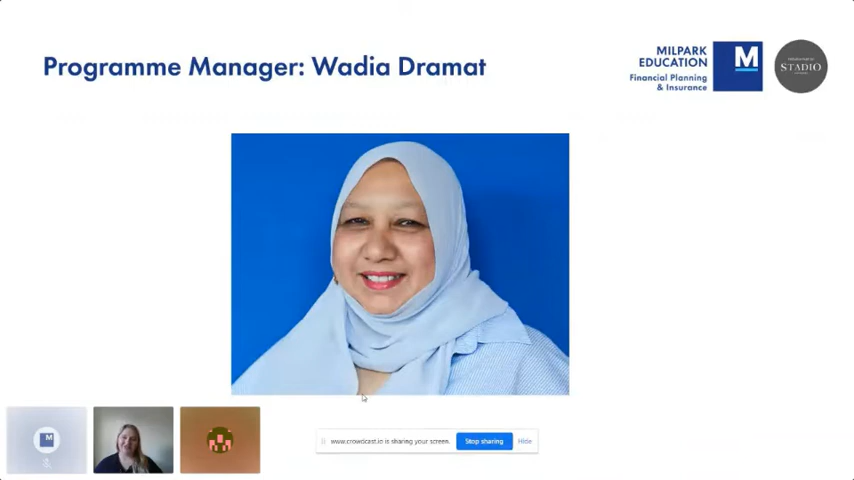 Programme Manager: Wadia Dramat
MILPARK
EDUCATION
Financial Planning
& Insurance
M
STADIO
M
www.crowdcast.io is sharing your screen.
Stop sharing
Hide